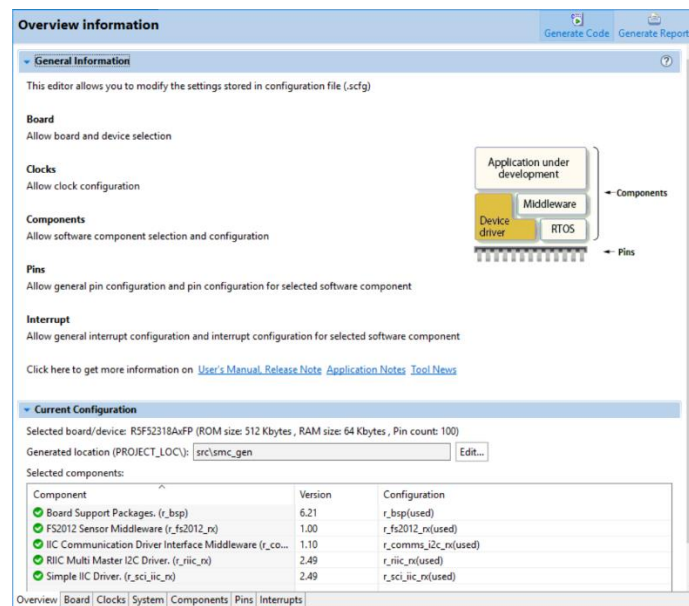 Overview information
Generate Code Generate Report
General Information
This editor allows you to modify the settings stored in configuration file (.scfg)
Board
Allow board and device selection
Clocks
Allow clock configuration
Components
Allow software component selection and configuration
Pins
Allow general pin configuration and pin configuration for selected software component
Interrupt
Allow general interrupt configuration and interrupt configuration for selected software component
Application under
development
Middleware
Device
driver
RTOS
Components
Pins
Click here to get more information on User's Manual, Release Note Application Notes Tool News
Current Configuration
Selected board/device: R5F52318AxFP (ROM size: 512 Kbytes , RAM size: 64 Kbytes , Pin count: 100)
Generated location (PROJECT_LOC\): src\smc_gen Edit...
Selected components:
Component Version Configuration
Board Support Packages. (r_bsp) 6.21 r_bsp(used)
FS2012 Sensor Middleware (r_fs2012_rx) 1.00 r_fs2012_rx(used)
IIC Communication Driver Interface Middleware (r_co... 1.10 r_comms_i2c_rx(used)
RIIC Multi Master I2C Driver. (r_riic_rx) 2.49 r_riic_rx(used)
Simple IIC Driver. (r_sci_iic_rx) 2.49 r_sci_iic_rx(used)
Overview Board Clocks System Components Pins Interrupts